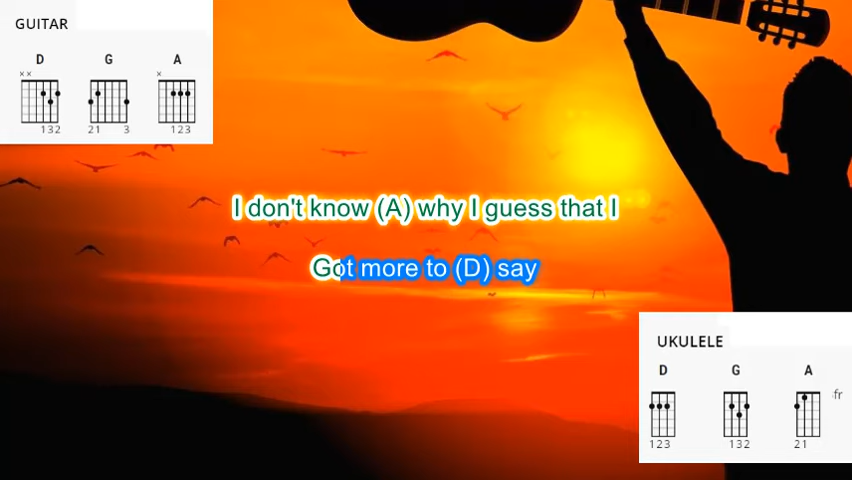 GUITAR
D G A
×× ×
132 21 3 123
I don't know (A) why I guess that I
Got more to (D) say
UKULELE
D G A
fr
123 132 21